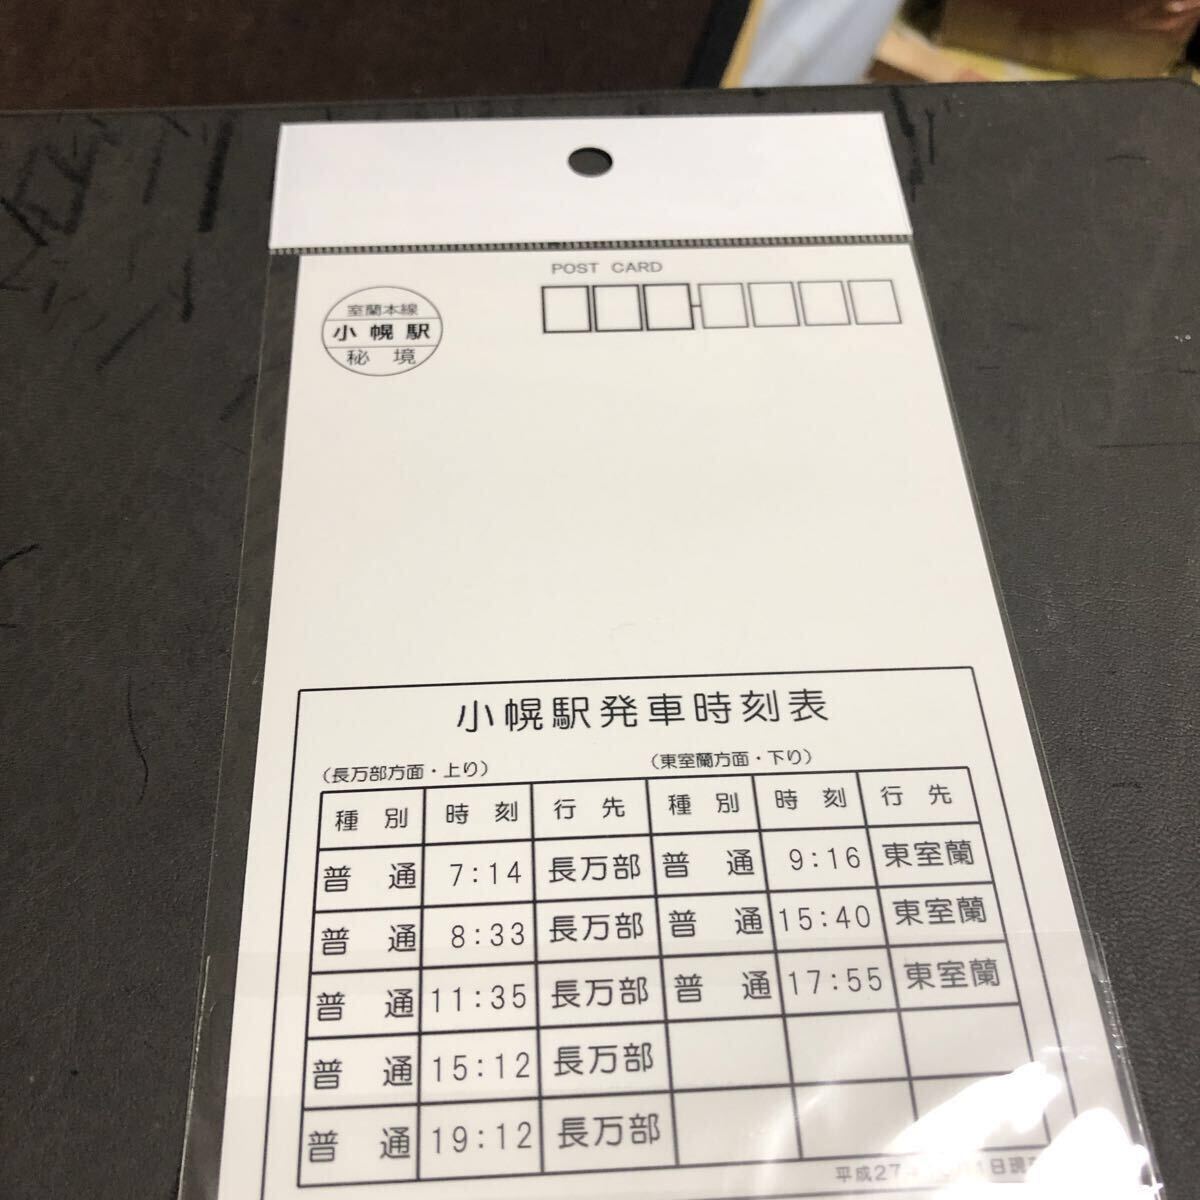 POST CARD
室蘭本線
小幌駅
秘境
小幌駅発車時刻表
(長万部方面・上り) (東室蘭方面・下り)
種別 時刻 行先 種別 時刻 行先
普通 7:14 長万部 普通 9:16 東室蘭
普通 8:33 長万部 普通 15:40 東室蘭
普通 11:35 長万部 普通 17:55 東室蘭
普通 15:12 長万部
普通 19:12 長万部
平成27年 1日現